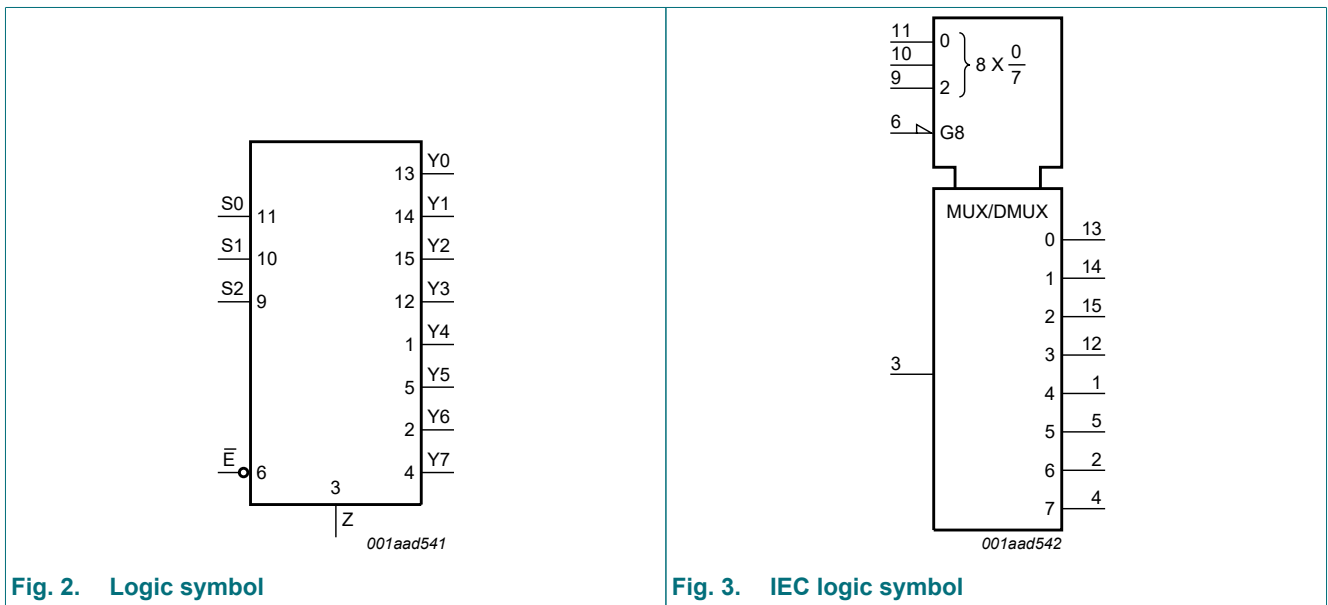 S0
11
S1
10
S2
9
E̅
6
3
Z
13 Y0
14 Y1
15 Y2
12 Y3
1 Y4
5 Y5
2 Y6
4 Y7
001aad541
Fig. 2. Logic symbol
11
0
10
9
2
8 X 0/7
6
G8
MUX/DMUX
3
0 13
1 14
2 15
3 12
4 1
5 5
6 2
7 4
001aad542
Fig. 3. IEC logic symbol